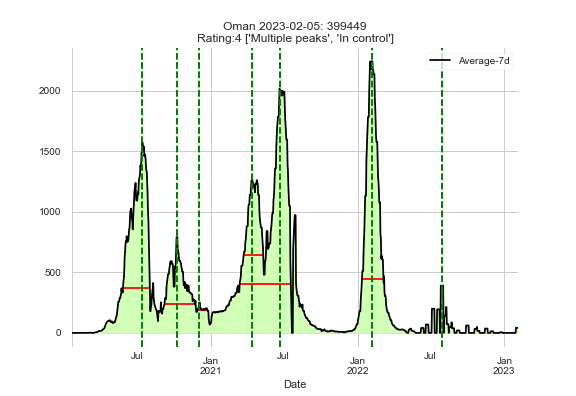 Oman 2023-02-05: 399449
Rating:4 ['Multiple peaks', 'In control']
Average-7d
2000
1500
1000
500
0
Jul
Jan
2021
Jul
Jan
2022
Jul
Jan
2023
Date